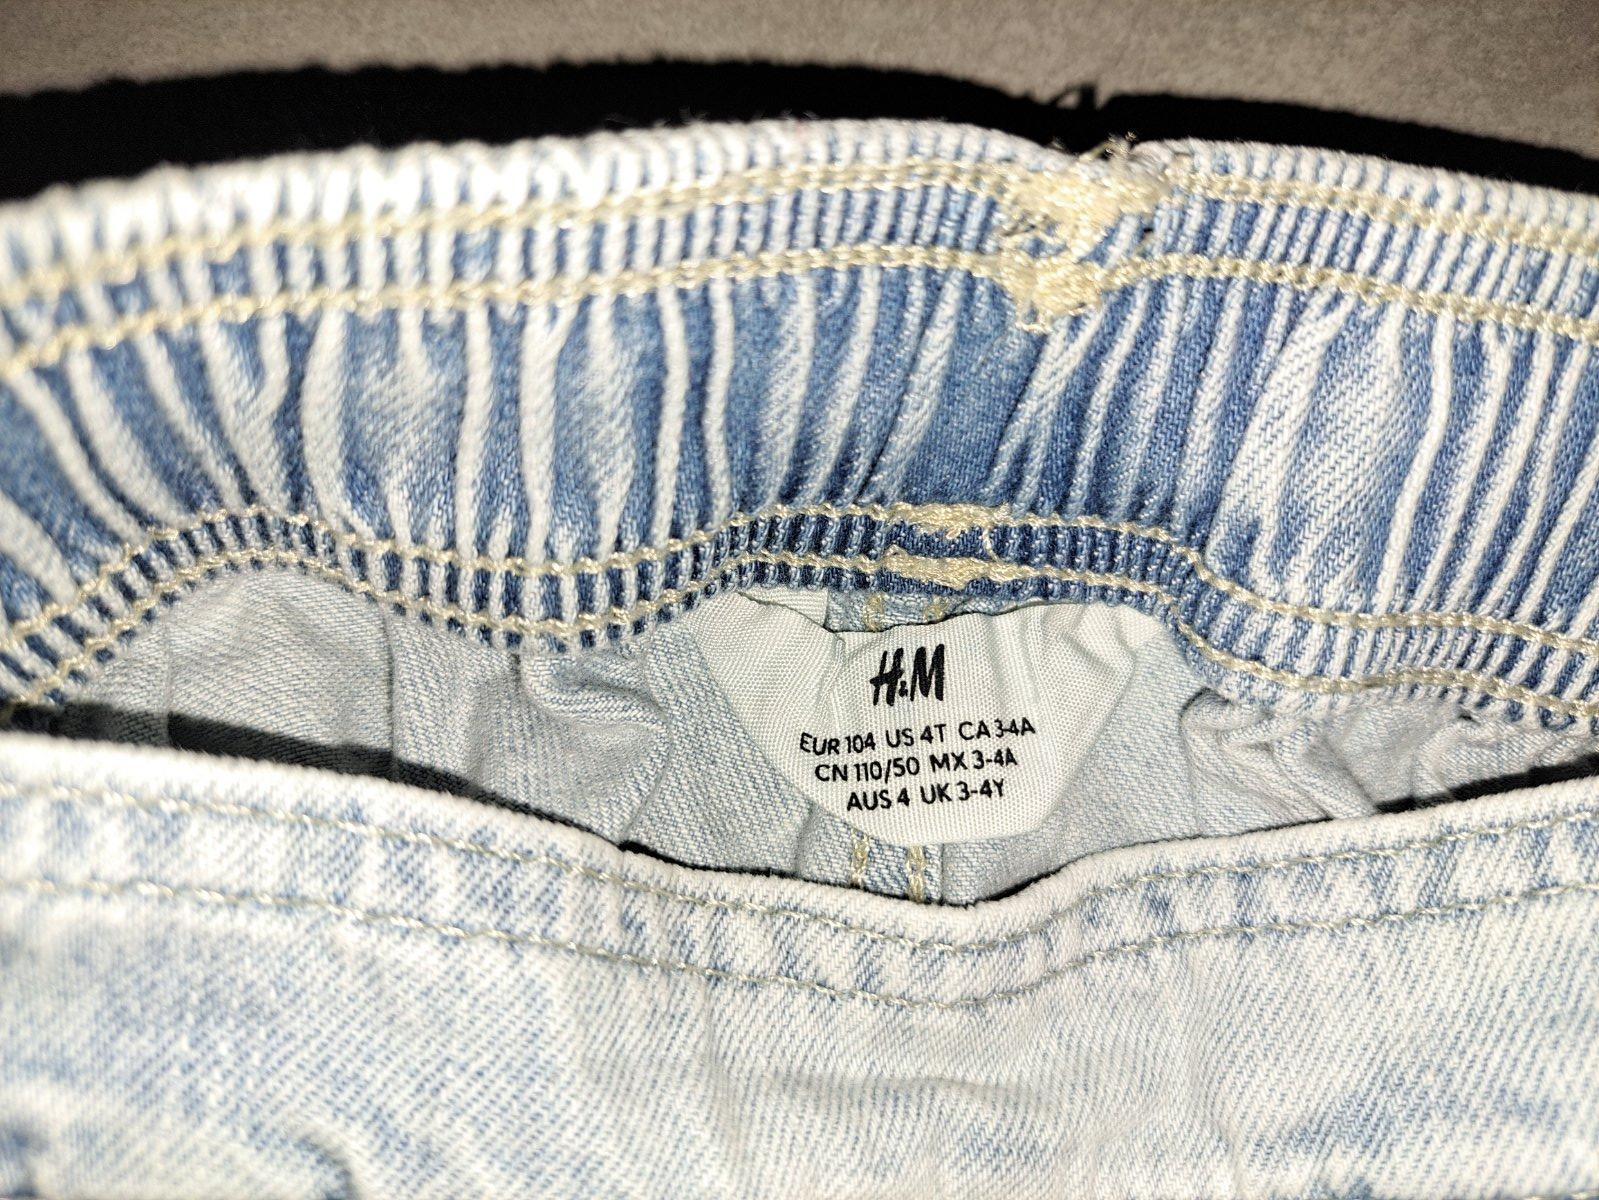 H&M
EUR 104 US 4T CA 3-4A
CN 110/50 MX 3-4A
AUS 4 UK 3-4Y